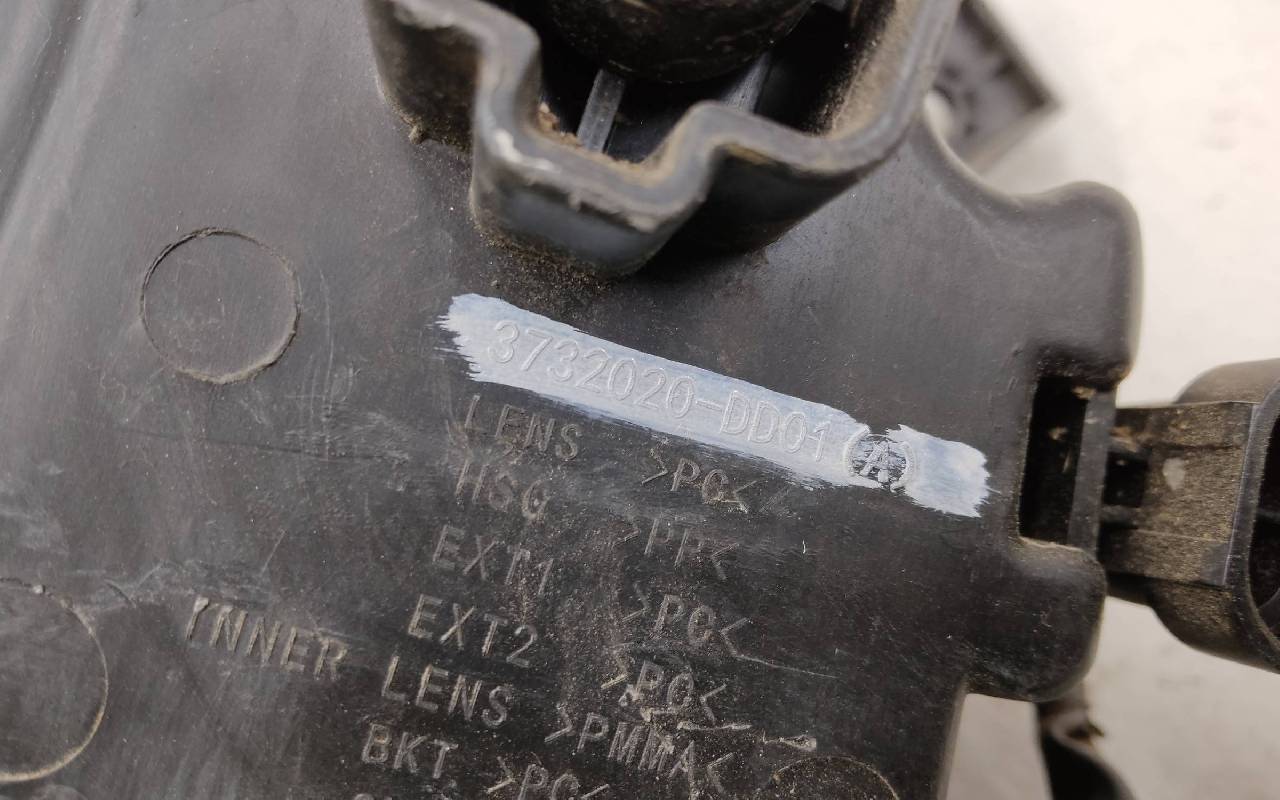 3732020-DD01 (A)
LENS >PC<
HSG >PP<
EXT1 >PC<
EXT2 >PC<
INNER LENS >PMMA<
BKT >PC<